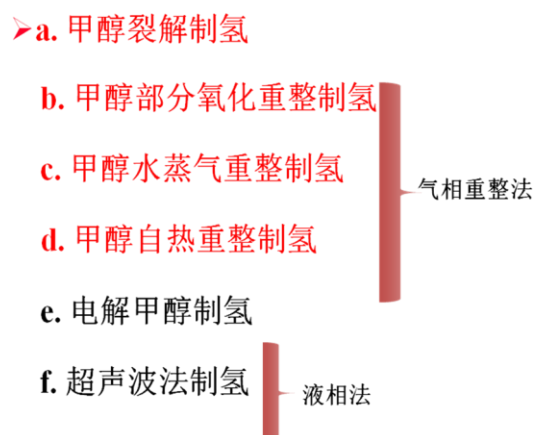 ➢a. 甲醇裂解制氢
b. 甲醇部分氧化重整制氢
c. 甲醇水蒸气重整制氢
气相重整法
d. 甲醇自热重整制氢
e. 电解甲醇制氢
f. 超声波法制氢
液相法